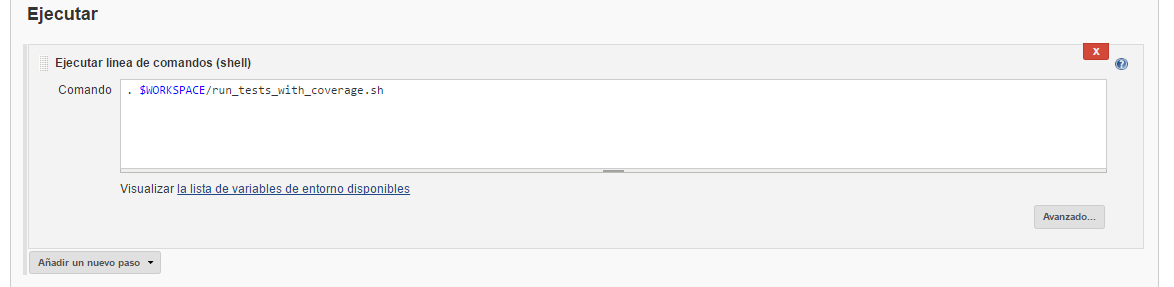 Ejecutar
Ejecutar linea de comandos (shell)
X
?
Comando
. $WORKSPACE/run_tests_with_coverage.sh
Visualizar la lista de variables de entorno disponibles
Avanzado...
Añadir un nuevo paso